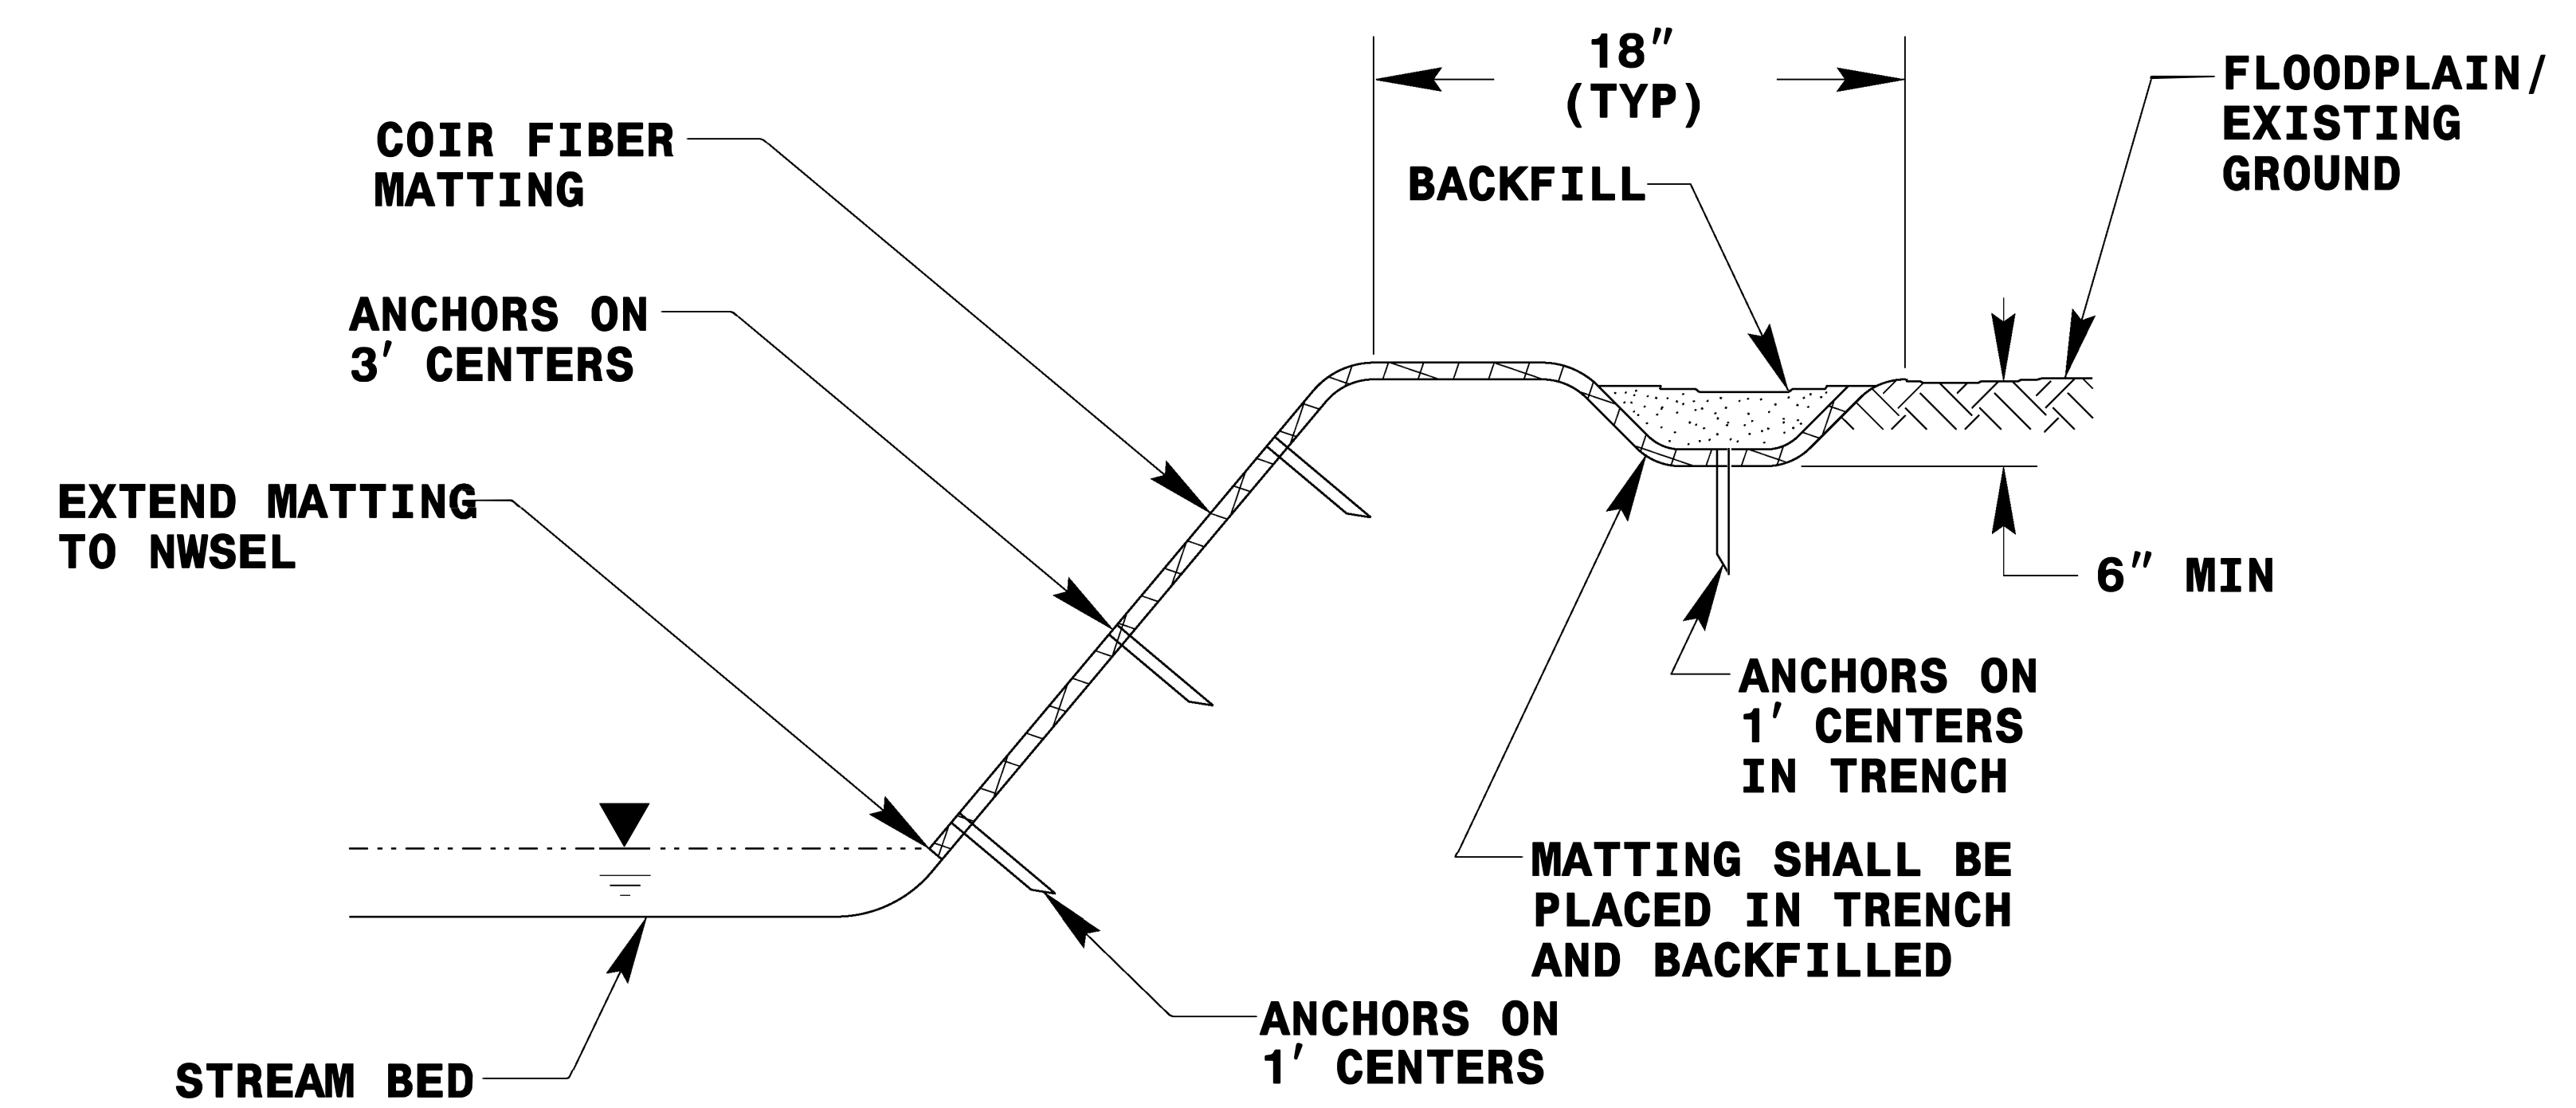 18"
(TYP)
FLOODPLAIN/
EXISTING
GROUND
COIR FIBER
MATTING
BACKFILL
ANCHORS ON
3' CENTERS
EXTEND MATTING
TO NWSEL
6" MIN
ANCHORS ON
1' CENTERS
IN TRENCH
MATTING SHALL BE
PLACED IN TRENCH
AND BACKFILLED
ANCHORS ON
1' CENTERS
STREAM BED